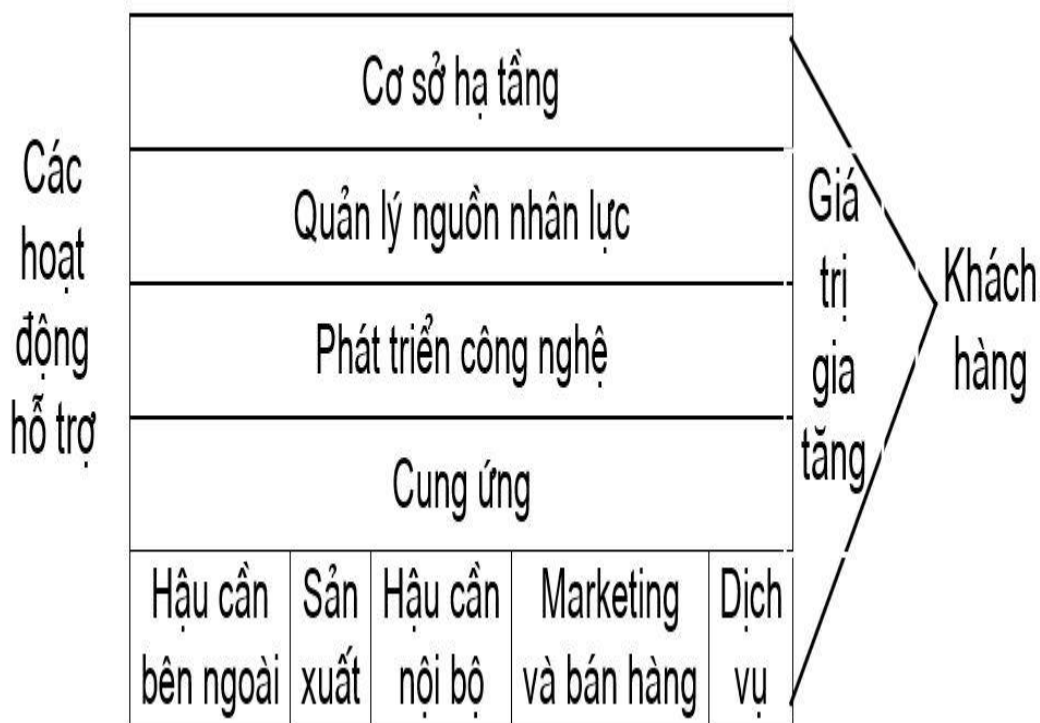 Cơ sở hạ tầng
Các
hoạt
động
hỗ trợ
Quản lý nguồn nhân lực
Phát triển công nghệ
Cung ứng
Giá
trị
gia
tăng
Khách
hàng
Hậu cần
bên ngoài
Sản
xuất
Hậu cần
nội bộ
Marketing
và bán hàng
Dịch
vụ